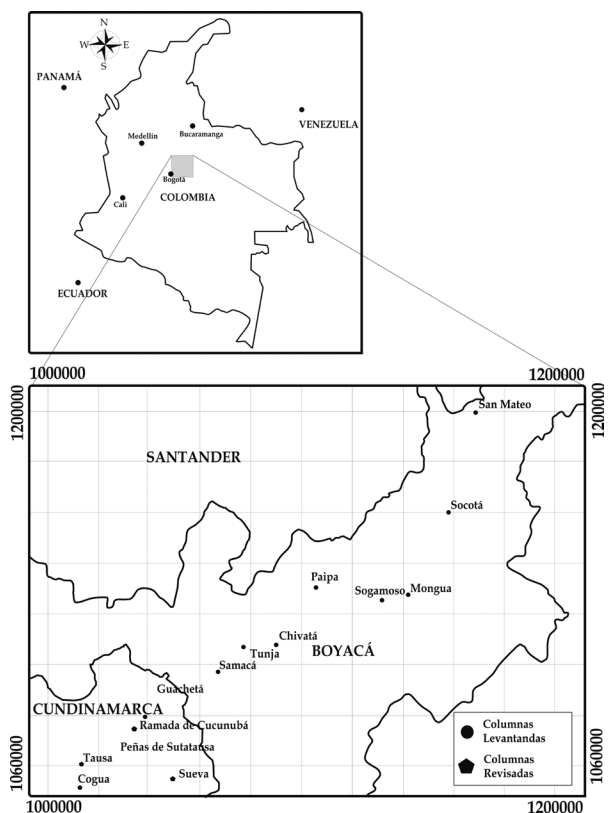 N
W
E
S
PANAMÁ
VENEZUELA
Bucaramanga
Medellín
Bogotá
COLOMBIA
Cali
ECUADOR
1000000
1200000
1200000
1200000
San Mateo
SANTANDER
Socotá
Paipa
Sogamoso
Mongua
Chivatá
Tunja
BOYACÁ
Samacá
Guachetá
CUNDINAMARCA
Ramada de Cucunubá
Peñas de Sutatausa
Tausa
Sueva
Cogua
Columnas
Levantandas
Columnas
Revisadas
1060000
1060000
1000000
1200000